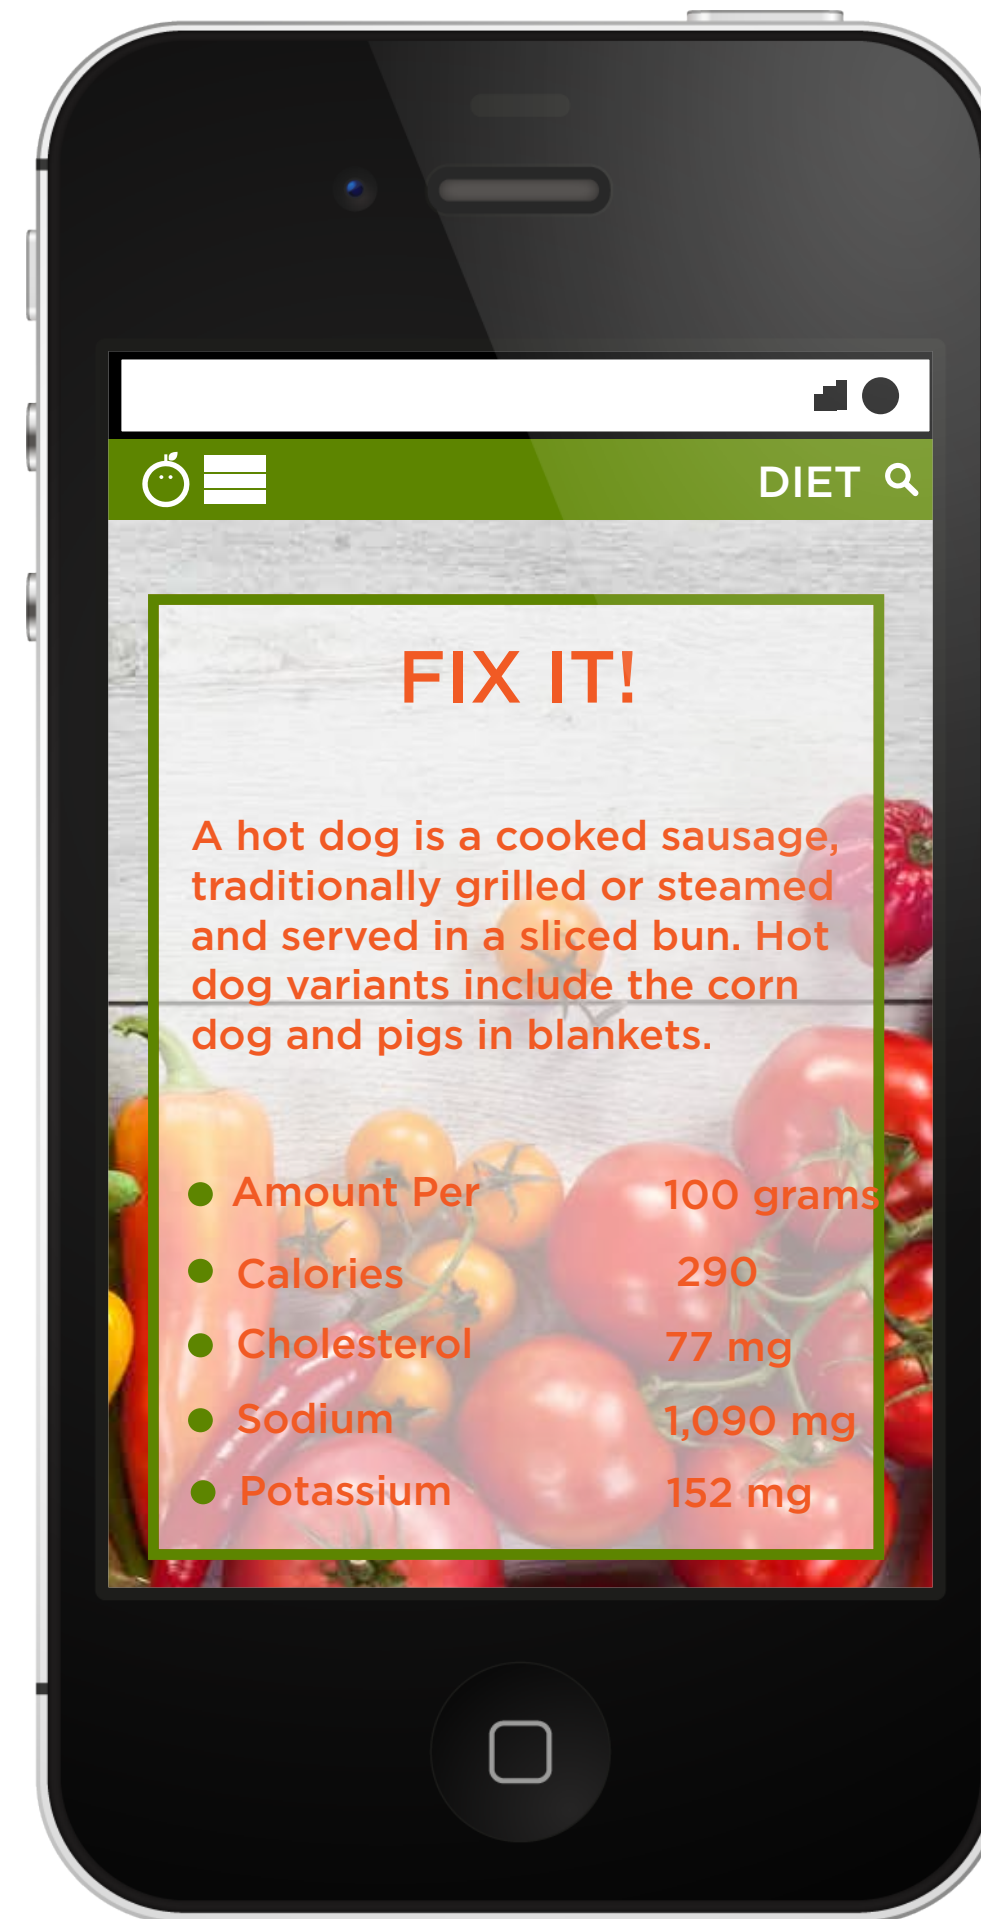 DIET
FIX IT!
A hot dog is a cooked sausage,
traditionally grilled or steamed
and served in a sliced bun. Hot
dog variants include the corn
dog and pigs in blankets.
Amount Per 100 grams
Calories 290
Cholesterol 77 mg
Sodium 1,090 mg
Potassium 152 mg